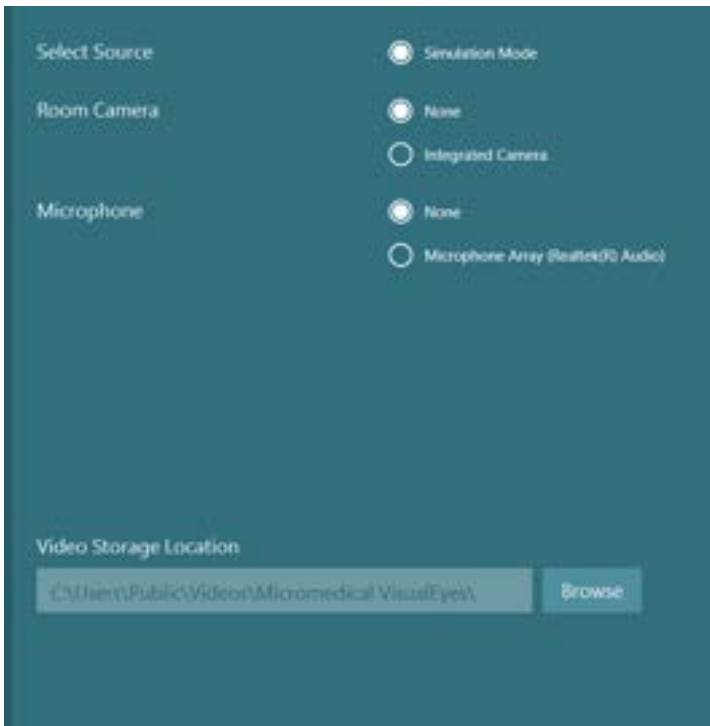 Select Source
Simulation Mode
Room Camera
None
Integrated Camera
Microphone
None
Microphone Array (Realtek(R) Audio)
Video Storage Location
C:\Users\Public\Videos\Micromedical VisualEyes\
Browse